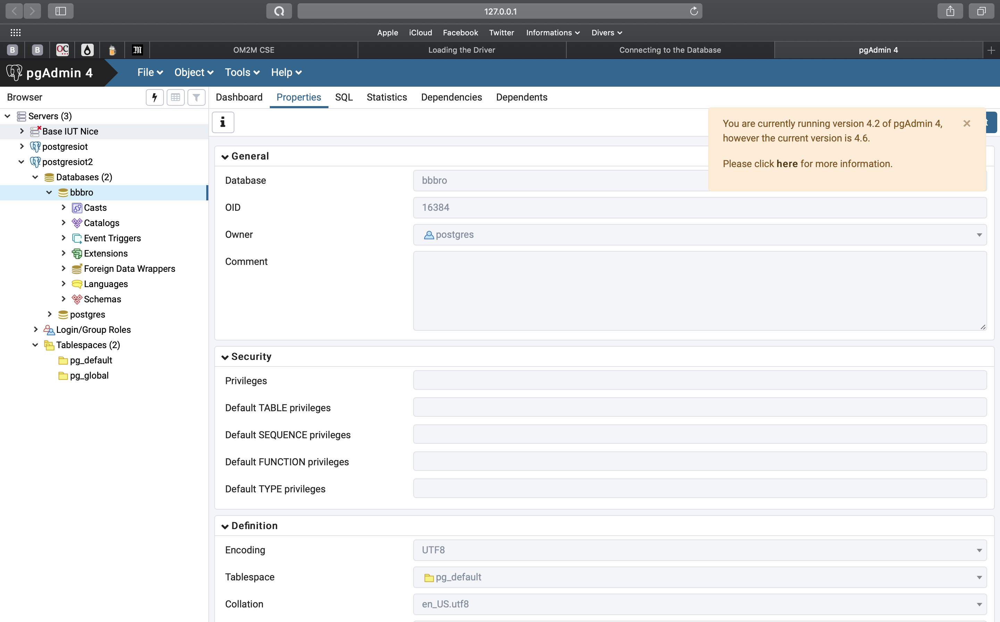 127.0.0.1
Apple iCloud Facebook Twitter Informations Divers
B B OC M OM2M CSE Loading the Driver Connecting to the Database pgAdmin 4
pgAdmin 4 File Object Tools Help
Browser
Dashboard Properties SQL Statistics Dependencies Dependents
Servers (3)
Base IUT Nice
postgresiot
postgresiot2
Databases (2)
bbbro
Casts
Catalogs
Event Triggers
Extensions
Foreign Data Wrappers
Languages
Schemas
postgres
Login/Group Roles
Tablespaces (2)
pg_default
pg_global
You are currently running version 4.2 of pgAdmin 4,
however the current version is 4.6.
Please click here for more information.
General
Database bbbro
OID 16384
Owner postgres
Comment
Security
Privileges
Default TABLE privileges
Default SEQUENCE privileges
Default FUNCTION privileges
Default TYPE privileges
Definition
Encoding UTF8
Tablespace pg_default
Collation en_US.utf8